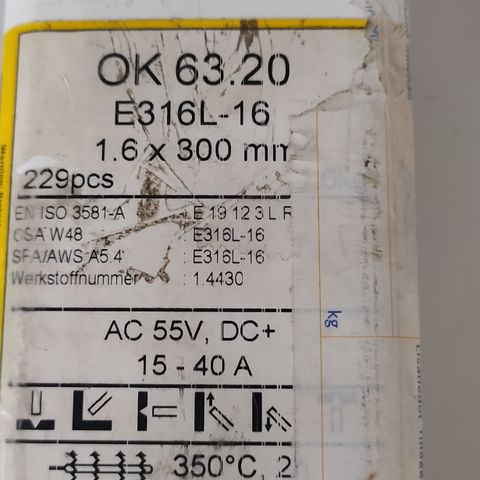 OK 63.20
E316L-16
1.6 x 300 mm
229pcs
EN ISO 3581-A : E 19 12 3 L R
CSA W48 : E316L-16
SFA/AWS A5.4 : E316L-16
Werkstoffnummer : 1.4430
AC 55V, DC+
15 - 40 A
350°C, 2
kg